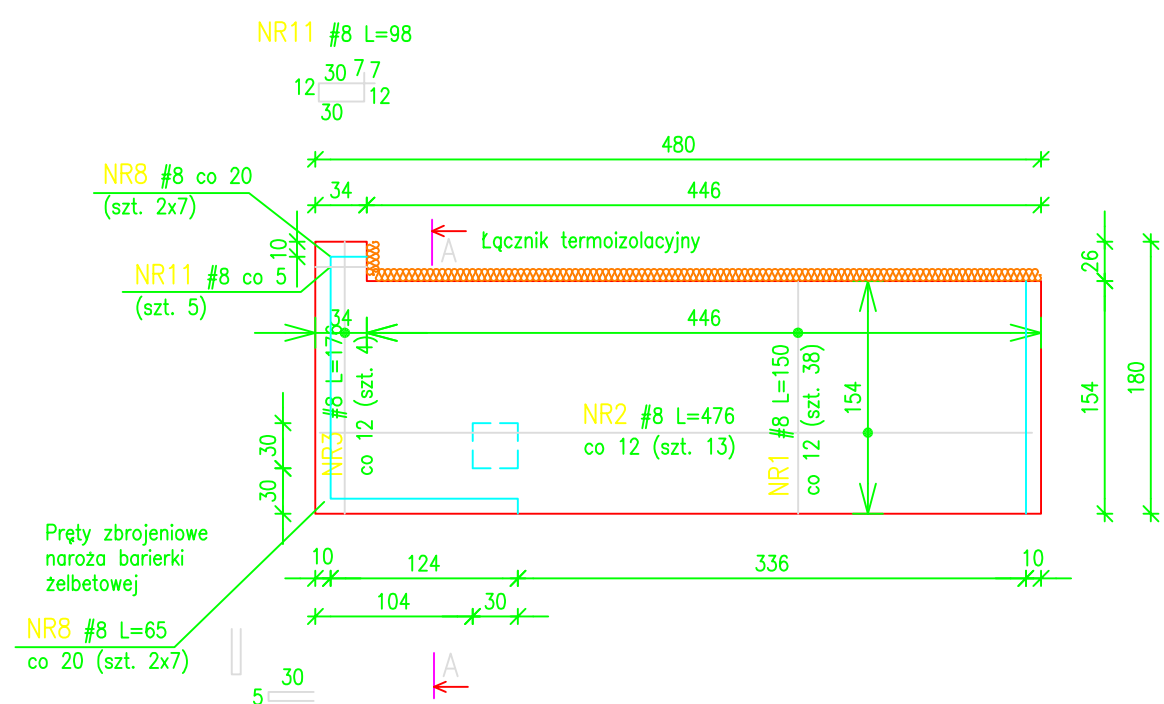 NR11 #8 L=98
30 7 7
12
12
30
480
NR8 #8 co 20
(szt. 2x7)
34
446
10
Łącznik termoizolacyjny
A
26
NR11 #8 co 5
(szt. 5)
34
446
NR3 #8 L=178
co 12 (szt. 4)
NR2 #8 L=476
co 12 (szt. 13)
NR1 #8 L=150
co 12 (szt. 38)
154
154
180
30
30
Pręty zbrojeniowe
naroża barierki
żelbetowej
10
124
336
10
104
30
NR8 #8 L=65
co 20 (szt. 2x7)
A
30
5